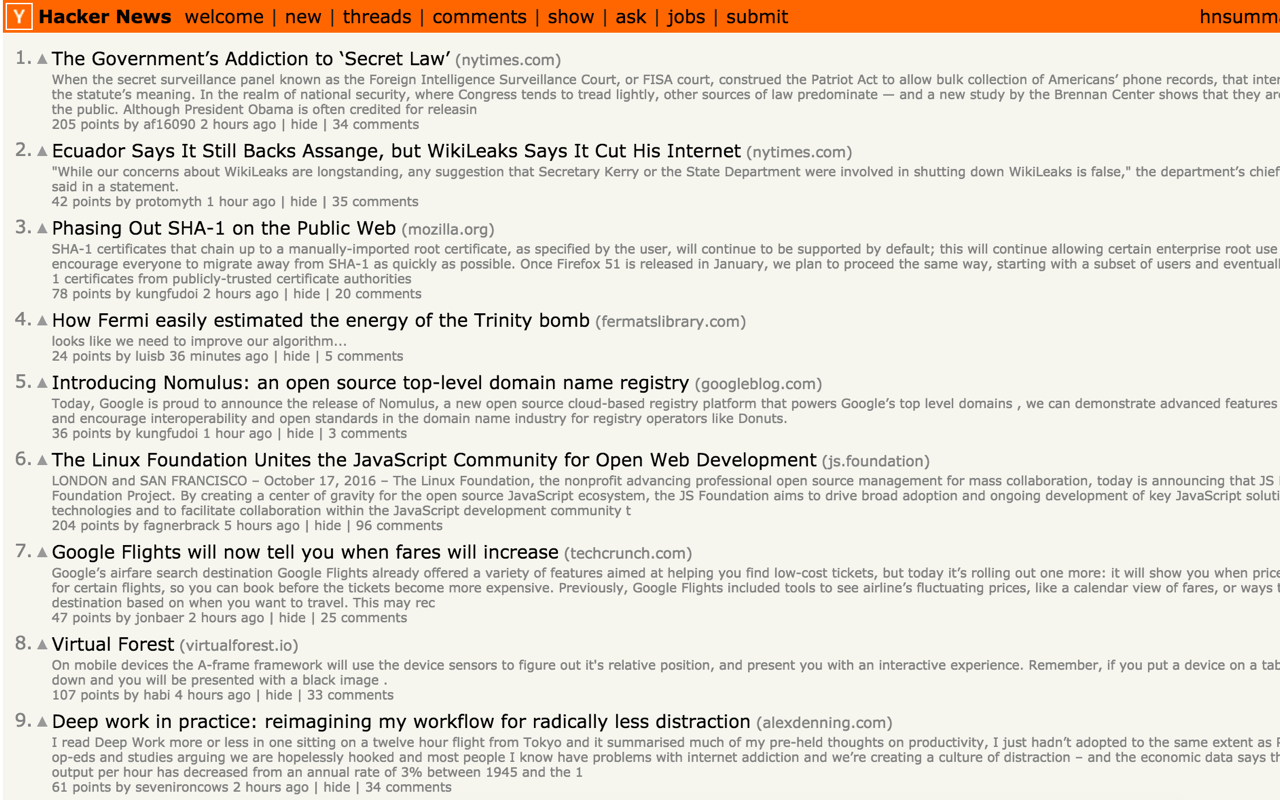 Y Hacker News welcome | new | threads | comments | show | ask | jobs | submit hnsumma
1. ▲ The Government’s Addiction to ‘Secret Law’ (nytimes.com)
When the secret surveillance panel known as the Foreign Intelligence Surveillance Court, or FISA court, construed the Patriot Act to allow bulk collection of Americans’ phone records, that inter
the statute’s meaning. In the realm of national security, where Congress tends to tread lightly, other sources of law predominate — and a new study by the Brennan Center shows that they are
the public. Although President Obama is often credited for releasin
205 points by af16090 2 hours ago | hide | 34 comments
2. ▲ Ecuador Says It Still Backs Assange, but WikiLeaks Says It Cut His Internet (nytimes.com)
"While our concerns about WikiLeaks are longstanding, any suggestion that Secretary Kerry or the State Department were involved in shutting down WikiLeaks is false," the department’s chief
said in a statement.
42 points by protomyth 1 hour ago | hide | 35 comments
3. ▲ Phasing Out SHA-1 on the Public Web (mozilla.org)
SHA-1 certificates that chain up to a manually-imported root certificate, as specified by the user, will continue to be supported by default; this will continue allowing certain enterprise root use
encourage everyone to migrate away from SHA-1 as quickly as possible. Once Firefox 51 is released in January, we plan to proceed the same way, starting with a subset of users and eventuall
1 certificates from publicly-trusted certificate authorities
78 points by kungfudoi 2 hours ago | hide | 20 comments
4. ▲ How Fermi easily estimated the energy of the Trinity bomb (fermatslibrary.com)
looks like we need to improve our algorithm...
24 points by luisb 36 minutes ago | hide | 5 comments
5. ▲ Introducing Nomulus: an open source top-level domain name registry (googleblog.com)
Today, Google is proud to announce the release of Nomulus, a new open source cloud-based registry platform that powers Google’s top level domains , we can demonstrate advanced features
and encourage interoperability and open standards in the domain name industry for registry operators like Donuts.
36 points by kungfudoi 1 hour ago | hide | 3 comments
6. ▲ The Linux Foundation Unites the JavaScript Community for Open Web Development (js.foundation)
LONDON and SAN FRANCISCO – October 17, 2016 – The Linux Foundation, the nonprofit advancing professional open source management for mass collaboration, today is announcing that JS
Foundation Project. By creating a center of gravity for the open source JavaScript ecosystem, the JS Foundation aims to drive broad adoption and ongoing development of key JavaScript soluti
technologies and to facilitate collaboration within the JavaScript development community t
204 points by fagnerbrack 5 hours ago | hide | 96 comments
7. ▲ Google Flights will now tell you when fares will increase (techcrunch.com)
Google’s airfare search destination Google Flights already offered a variety of features aimed at helping you find low-cost tickets, but today it’s rolling out one more: it will show you when price
for certain flights, so you can book before the tickets become more expensive. Previously, Google Flights included tools to see airline’s fluctuating prices, like a calendar view of fares, or ways t
destination based on when you want to travel. This may rec
47 points by jonbaer 2 hours ago | hide | 25 comments
8. ▲ Virtual Forest (virtualforest.io)
On mobile devices the A-frame framework will use the device sensors to figure out it's relative position, and present you with an interactive experience. Remember, if you put a device on a tab
down and you will be presented with a black image .
107 points by habi 4 hours ago | hide | 33 comments
9. ▲ Deep work in practice: reimagining my workflow for radically less distraction (alexdenning.com)
I read Deep Work more or less in one sitting on a twelve hour flight from Tokyo and it summarised much of my pre-held thoughts on productivity, I just hadn’t adopted to the same extent as
op-eds and studies arguing we are hopelessly hooked and most people I know have problems with internet addiction and we’re creating a culture of distraction – and the economic data says th
output per hour has decreased from an annual rate of 3% between 1945 and the 1
61 points by sevenironcows 2 hours ago | hide | 34 comments